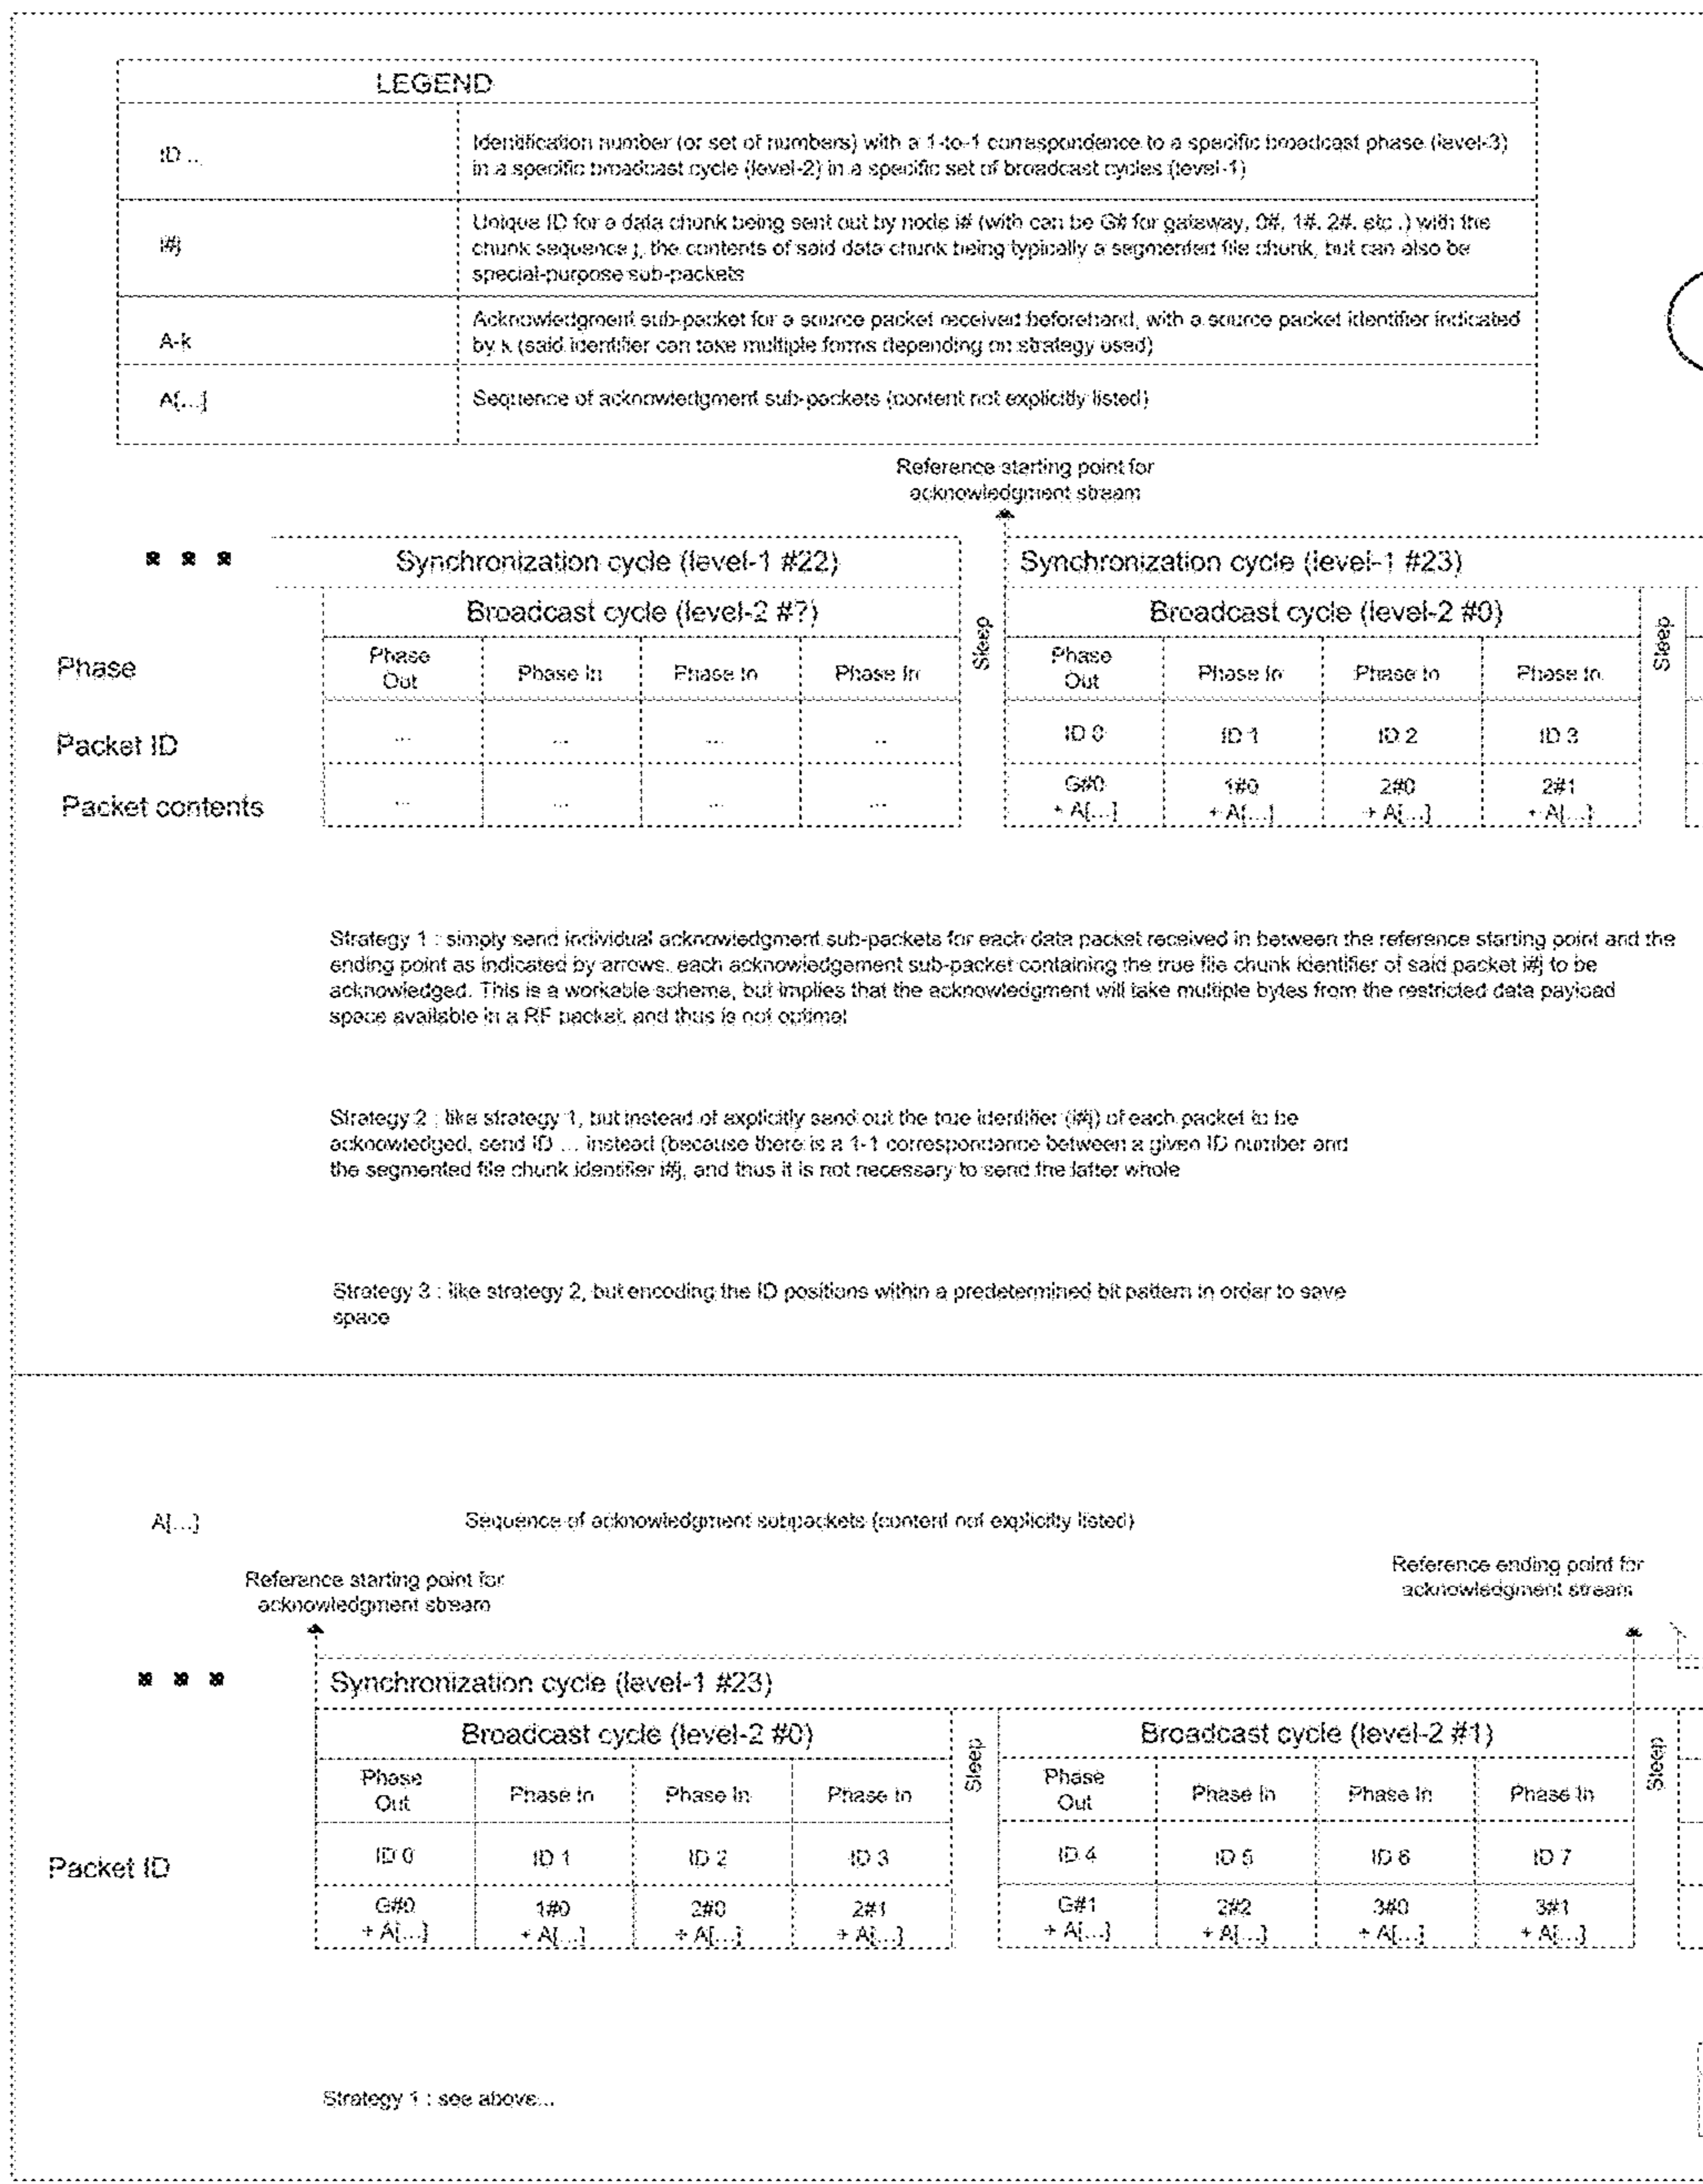 LEGEND
ID ...
Identification number (or set of numbers) with a 1-to-1 correspondence to a specific broadcast phase (level-3)
in a specific broadcast cycle (level-2) in a specific set of broadcast cycles (level-1)
i#j
Unique ID for a data chunk being sent out by node i# (with can be G# for gateway, 0#, 1#, 2#, etc .) with the
chunk sequence j, the contents of said data chunk being typically a segmented file chunk, but can also be
special-purpose sub-packets
A-k
Acknowledgment sub-packet for a source packet received beforehand, with a source packet identifier indicated
by k (said identifier can take multiple forms depending on strategy used)
A[...]
Sequence of acknowledgment sub-packets (content not explicitly listed)
Reference starting point for
acknowledgment stream
Synchronization cycle (level-1 #22)
Synchronization cycle (level-1 #23)
Broadcast cycle (level-2 #?)
Sleep
Broadcast cycle (level-2 #0)
Sleep
Phase
Phase Out
Phase In
Phase In
Phase In
Phase Out
Phase In
Phase In
Phase In
Packet ID
...
...
...
...
ID 0
ID 1
ID 2
ID 3
Packet contents
...
...
...
...
G#0
+ A[...]
1#0
+ A[...]
2#0
+ A[...]
2#1
+ A[...]
Strategy 1 : simply send individual acknowledgment sub-packets for each data packet received in between the reference starting point and the
ending point as indicated by arrows, each acknowledgement sub-packet containing the true file chunk identifier of said packet i#j to be
acknowledged. This is a workable scheme, but implies that the acknowledgment will take multiple bytes from the restricted data payload
space available in a RF packet, and thus is not optimal
Strategy 2 : like strategy 1, but instead of explicitly send out the true identifier (i#j) of each packet to be
acknowledged, send ID ... instead (because there is a 1-1 correspondance between a given ID number and
the segmented file chunk identifier i#j, and thus it is not necessary to send the latter whole
Strategy 3 : like strategy 2, but encoding the ID positions within a predetermined bit pattern in order to save
space
A[...]
Sequence of acknowledgment subpackets (content not explicitly listed)
Reference starting point for
acknowledgment stream
Reference ending point for
acknowledgment stream
Synchronization cycle (level-1 #23)
Broadcast cycle (level-2 #0)
Sleep
Broadcast cycle (level-2 #1)
Sleep
Phase Out
Phase In
Phase In
Phase In
Phase Out
Phase In
Phase In
Phase In
Packet ID
ID 0
ID 1
ID 2
ID 3
ID 4
ID 5
ID 6
ID 7
G#0
+ A[...]
1#0
+ A[...]
2#0
+ A[...]
2#1
+ A[...]
G#1
+ A[...]
2#2
+ A[...]
3#0
+ A[...]
3#1
+ A[...]
Strategy 1 : see above...